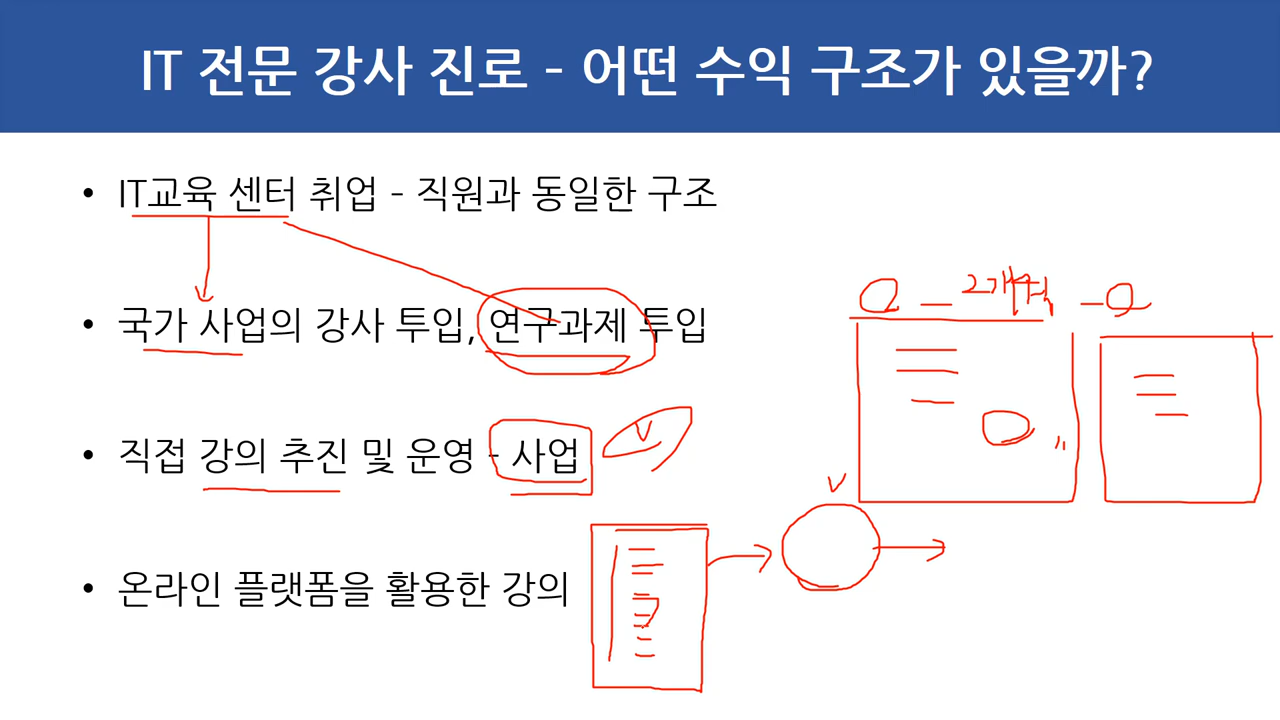 IT 전문 강사 진로 - 어떤 수익 구조가 있을까?
• IT교육 센터 취업 - 직원과 동일한 구조
• 국가 사업의 강사 투입, 연구과제 투입
• 직접 강의 추진 및 운영 - 사업
• 온라인 플랫폼을 활용한 강의